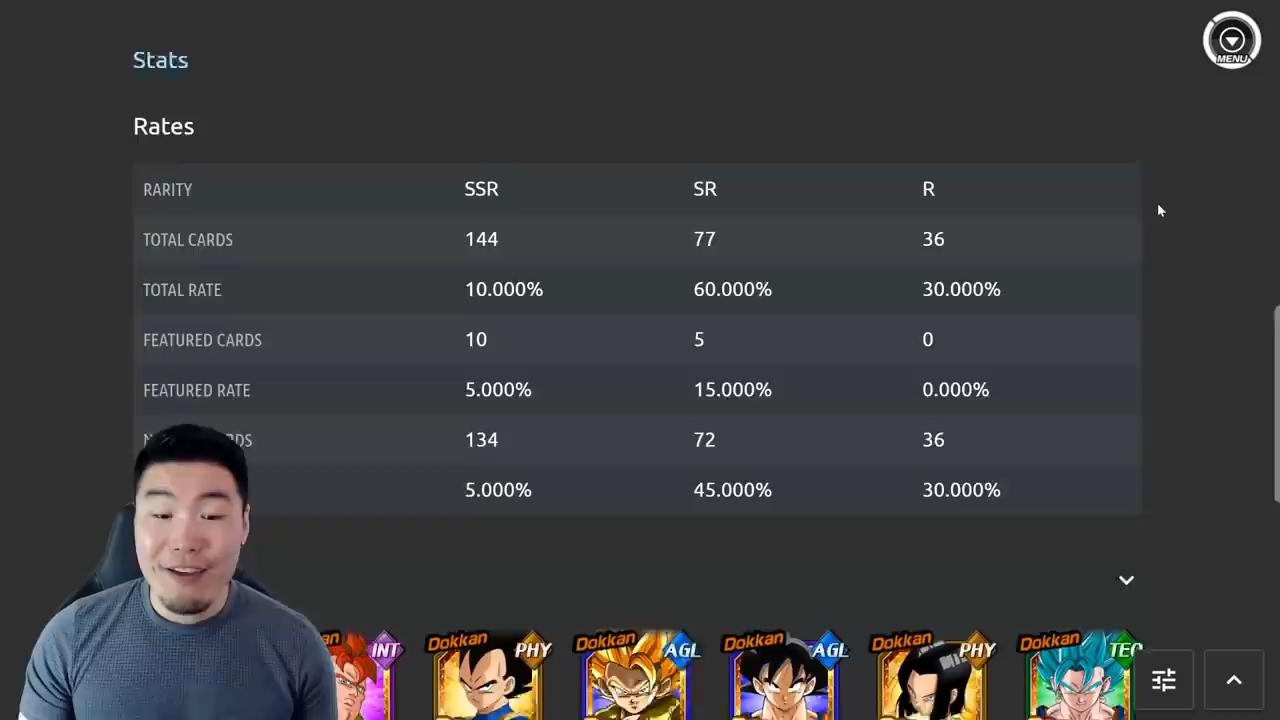 MENU
Stats
Rates
RARITY SSR SR R
TOTAL CARDS 144 77 36
TOTAL RATE 10.000% 60.000% 30.000%
FEATURED CARDS 10 5 0
FEATURED RATE 5.000% 15.000% 0.000%
134 72 36
5.000% 45.000% 30.000%
INT Dokkan PHY Dokkan AGL Dokkan AGL Dokkan PHY Dokkan TEQ